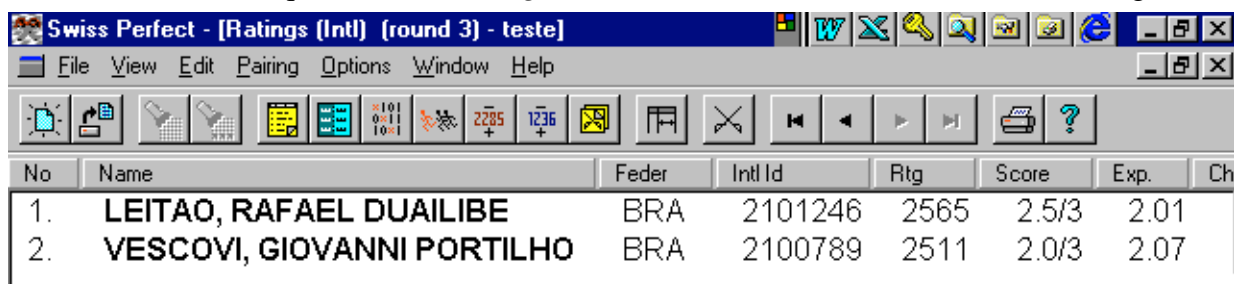 Swiss Perfect - [Ratings (Intl) (round 3) - teste]
File View Edit Pairing Options Window Help
No Name Feder Intl Id Rtg Score Exp. Ch
1. LEITAO, RAFAEL DUAILIBE BRA 2101246 2565 2.5/3 2.01
2. VESCOVI, GIOVANNI PORTILHO BRA 2100789 2511 2.0/3 2.07